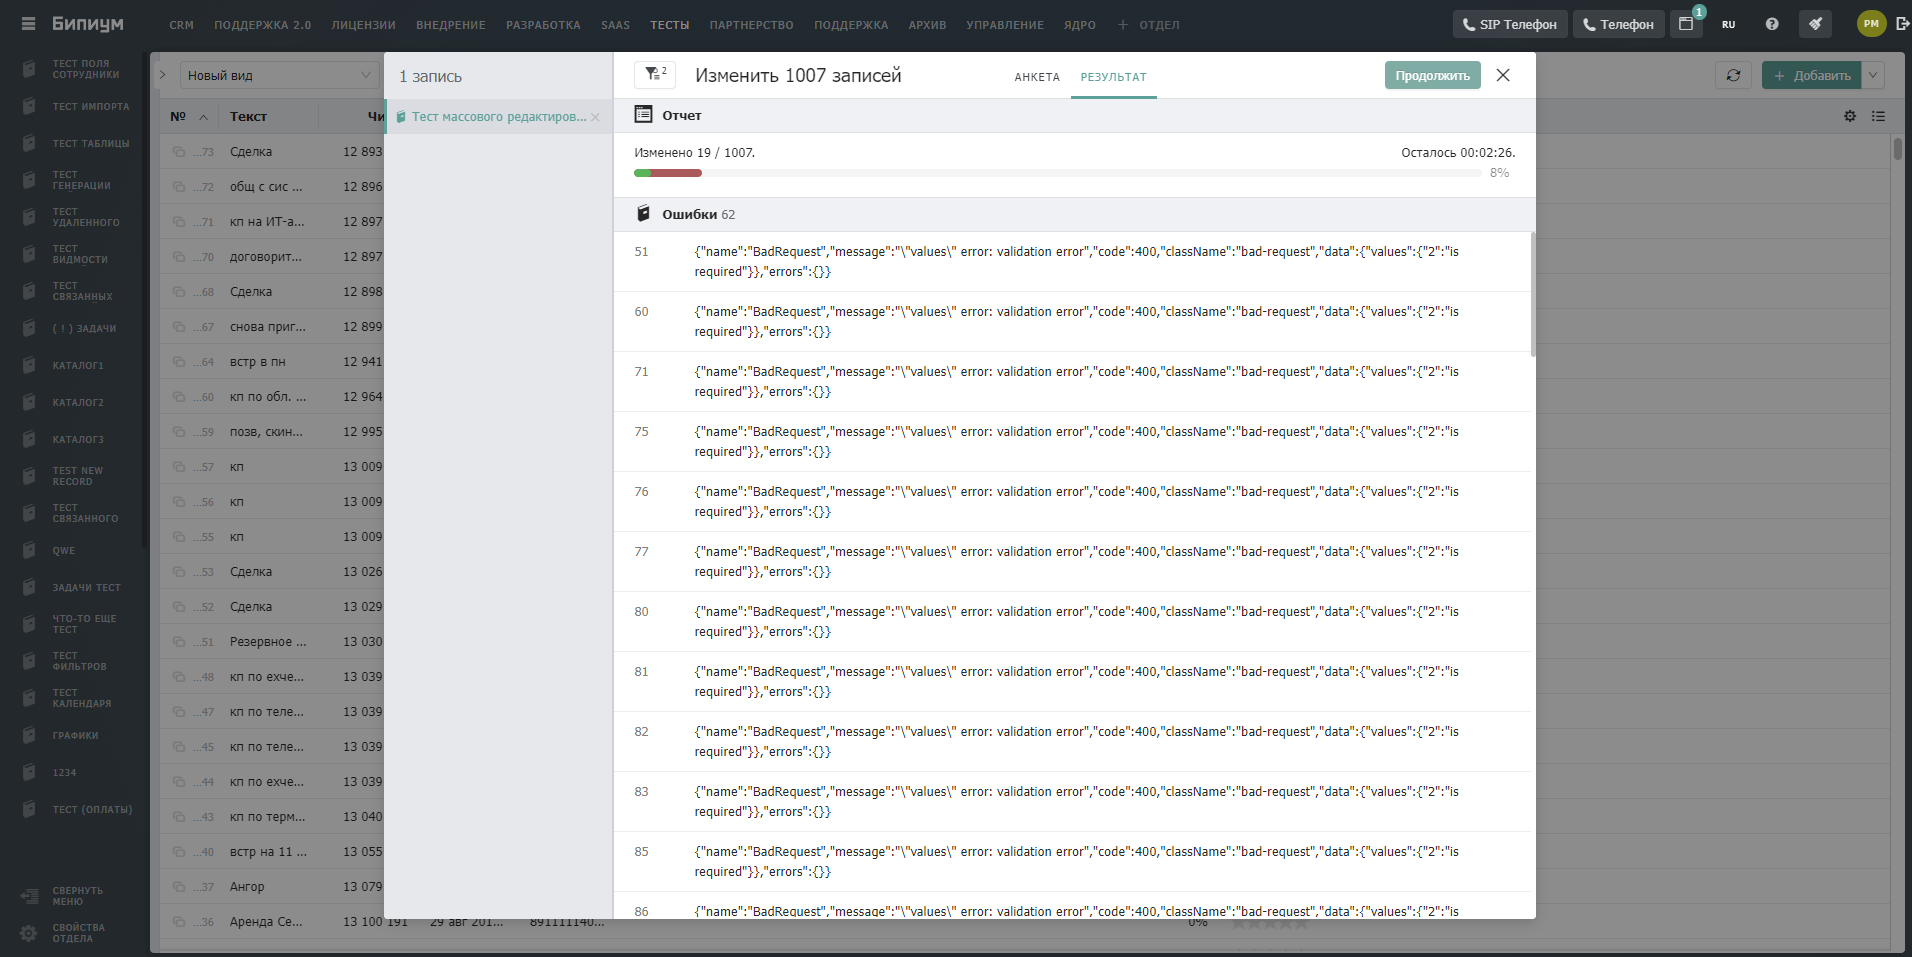 Бипиум
CRM
ПОДДЕРЖКА 2.0
ЛИЦЕНЗИИ
ВНЕДРЕНИЕ
РАЗРАБОТКА
SAAS
ТЕСТЫ
ПАРТНЕРСТВО
ПОДДЕРЖКА
АРХИВ
УПРАВЛЕНИЕ
ЯДРО
ОТДЕЛ
SIP Телефон
Телефон
1
RU
PM
ТЕСТ ПОЛЯ
СОТРУДНИКИ
ТЕСТ ИМПОРТА
ТЕСТ ТАБЛИЦЫ
ТЕСТ
ГЕНЕРАЦИИ
ТЕСТ
УДАЛЕННОГО
ТЕСТ
ВИДМОСТИ
ТЕСТ
СВЯЗАННЫХ
( ! ) ЗАДАЧИ
КАТАЛОГ1
КАТАЛОГ2
КАТАЛОГ3
TEST NEW
RECORD
ТЕСТ
СВЯЗАННОГО
QWE
ЗАДАЧИ ТЕСТ
ЧТО-ТО ЕЩЕ
ТЕСТ
ТЕСТ
ФИЛЬТРОВ
ТЕСТ
КАЛЕНДАРЯ
ГРАФИКИ
1234
ТЕСТ (ОПЛАТЫ)
СВЕРНУТЬ
МЕНЮ
СВОЙСТВА
ОТДЕЛА
Новый вид
Добавить
№ Текст Чи
...73 Сделка 12 893
...72 общ с сис ... 12 896
...71 кп на ИТ-а... 12 897
...70 договорит... 12 897
...68 Сделка 12 898
...67 снова приг... 12 899
...64 встр в пн 12 941
...60 кп по обл. ... 12 964
...59 позв, скин... 12 995
...57 кп 13 009
...56 кп 13 009
...55 кп 13 009
...53 Сделка 13 026
...52 Сделка 13 029
...51 Резервное ... 13 030
...48 кп по ехче... 13 039
...47 кп по теле... 13 039
...45 кп по теле... 13 039
...44 кп по ехче... 13 039
...43 кп по терм... 13 040
...40 встр на 11 ... 13 055
...37 Ангор 13 079
...36 Аренда Се... 13 100 191 29 авг 201... 891111140... 0%
1 запись
Тест массового редактиров...
2
Изменить 1007 записей
АНКЕТА
РЕЗУЛЬТАТ
Продолжить
Отчет
Изменено 19 / 1007.
Осталось 00:02:26.
8%
Ошибки 62
51 {"name":"BadRequest","message":"\"values\" error: validation error","code":400,"className":"bad-request","data":{"values":{"2":"is
required"}},"errors":{}}
60 {"name":"BadRequest","message":"\"values\" error: validation error","code":400,"className":"bad-request","data":{"values":{"2":"is
required"}},"errors":{}}
71 {"name":"BadRequest","message":"\"values\" error: validation error","code":400,"className":"bad-request","data":{"values":{"2":"is
required"}},"errors":{}}
75 {"name":"BadRequest","message":"\"values\" error: validation error","code":400,"className":"bad-request","data":{"values":{"2":"is
required"}},"errors":{}}
76 {"name":"BadRequest","message":"\"values\" error: validation error","code":400,"className":"bad-request","data":{"values":{"2":"is
required"}},"errors":{}}
77 {"name":"BadRequest","message":"\"values\" error: validation error","code":400,"className":"bad-request","data":{"values":{"2":"is
required"}},"errors":{}}
80 {"name":"BadRequest","message":"\"values\" error: validation error","code":400,"className":"bad-request","data":{"values":{"2":"is
required"}},"errors":{}}
81 {"name":"BadRequest","message":"\"values\" error: validation error","code":400,"className":"bad-request","data":{"values":{"2":"is
required"}},"errors":{}}
82 {"name":"BadRequest","message":"\"values\" error: validation error","code":400,"className":"bad-request","data":{"values":{"2":"is
required"}},"errors":{}}
83 {"name":"BadRequest","message":"\"values\" error: validation error","code":400,"className":"bad-request","data":{"values":{"2":"is
required"}},"errors":{}}
85 {"name":"BadRequest","message":"\"values\" error: validation error","code":400,"className":"bad-request","data":{"values":{"2":"is
required"}},"errors":{}}
86 {"name":"BadRequest","message":"\"values\" error: validation error","code":400,"className":"bad-request","data":{"values":{"2":"is